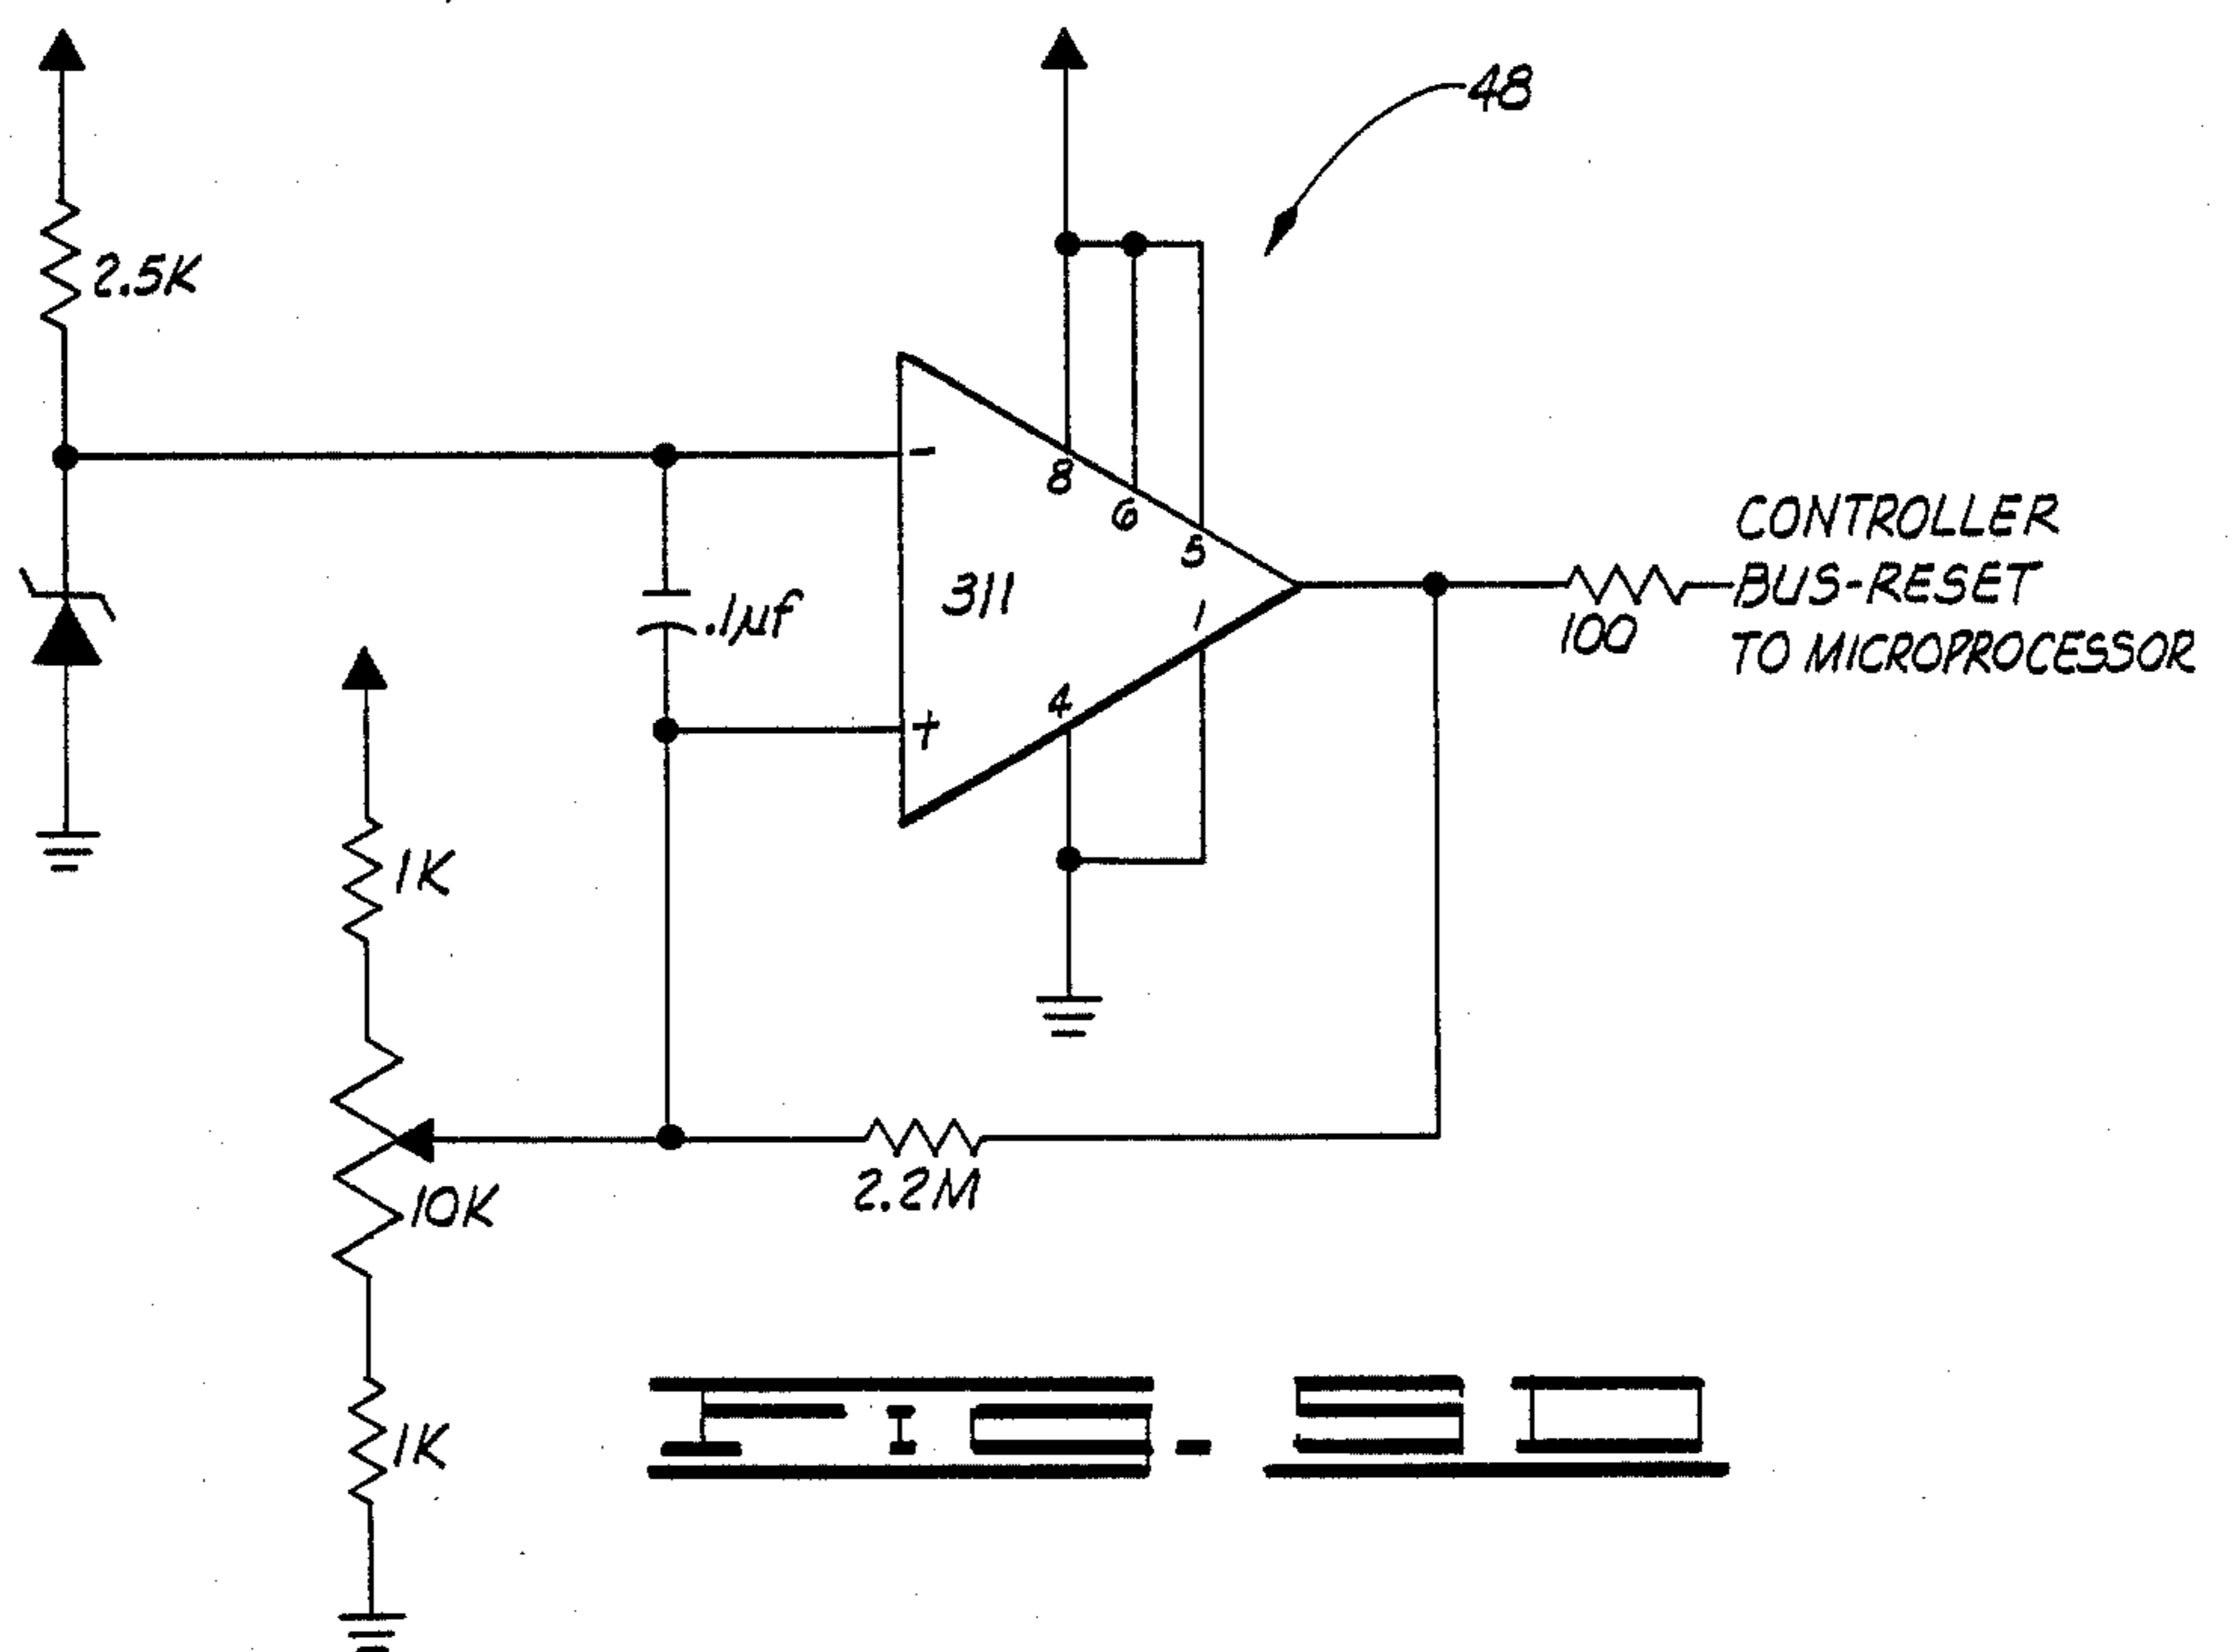 48
2.5K
-
8
6
5
CONTROLLER
311
.1µf
1
BUS-RESET
100
TO MICROPROCESSOR
4
+
1K
2.2M
10K
FIG-5D
1K